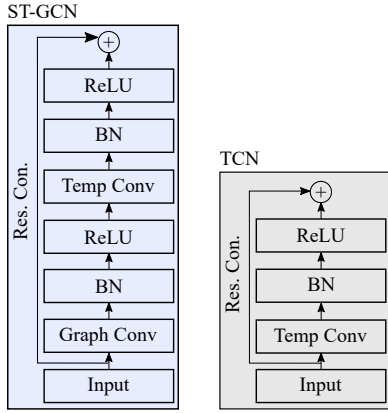 ST-GCN
ReLU
BN
Temp Conv
ReLU
BN
Graph Conv
Input
Res. Con.
TCN
ReLU
BN
Temp Conv
Input
Res. Con.